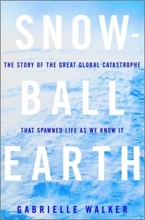 SNOW-
THE STORY OF THE GREAT GLOBAL CATASTROPHE
BALL
THAT SPAWNED LIFE AS WE KNOW IT
EARTH
GABRIELLE WALKER